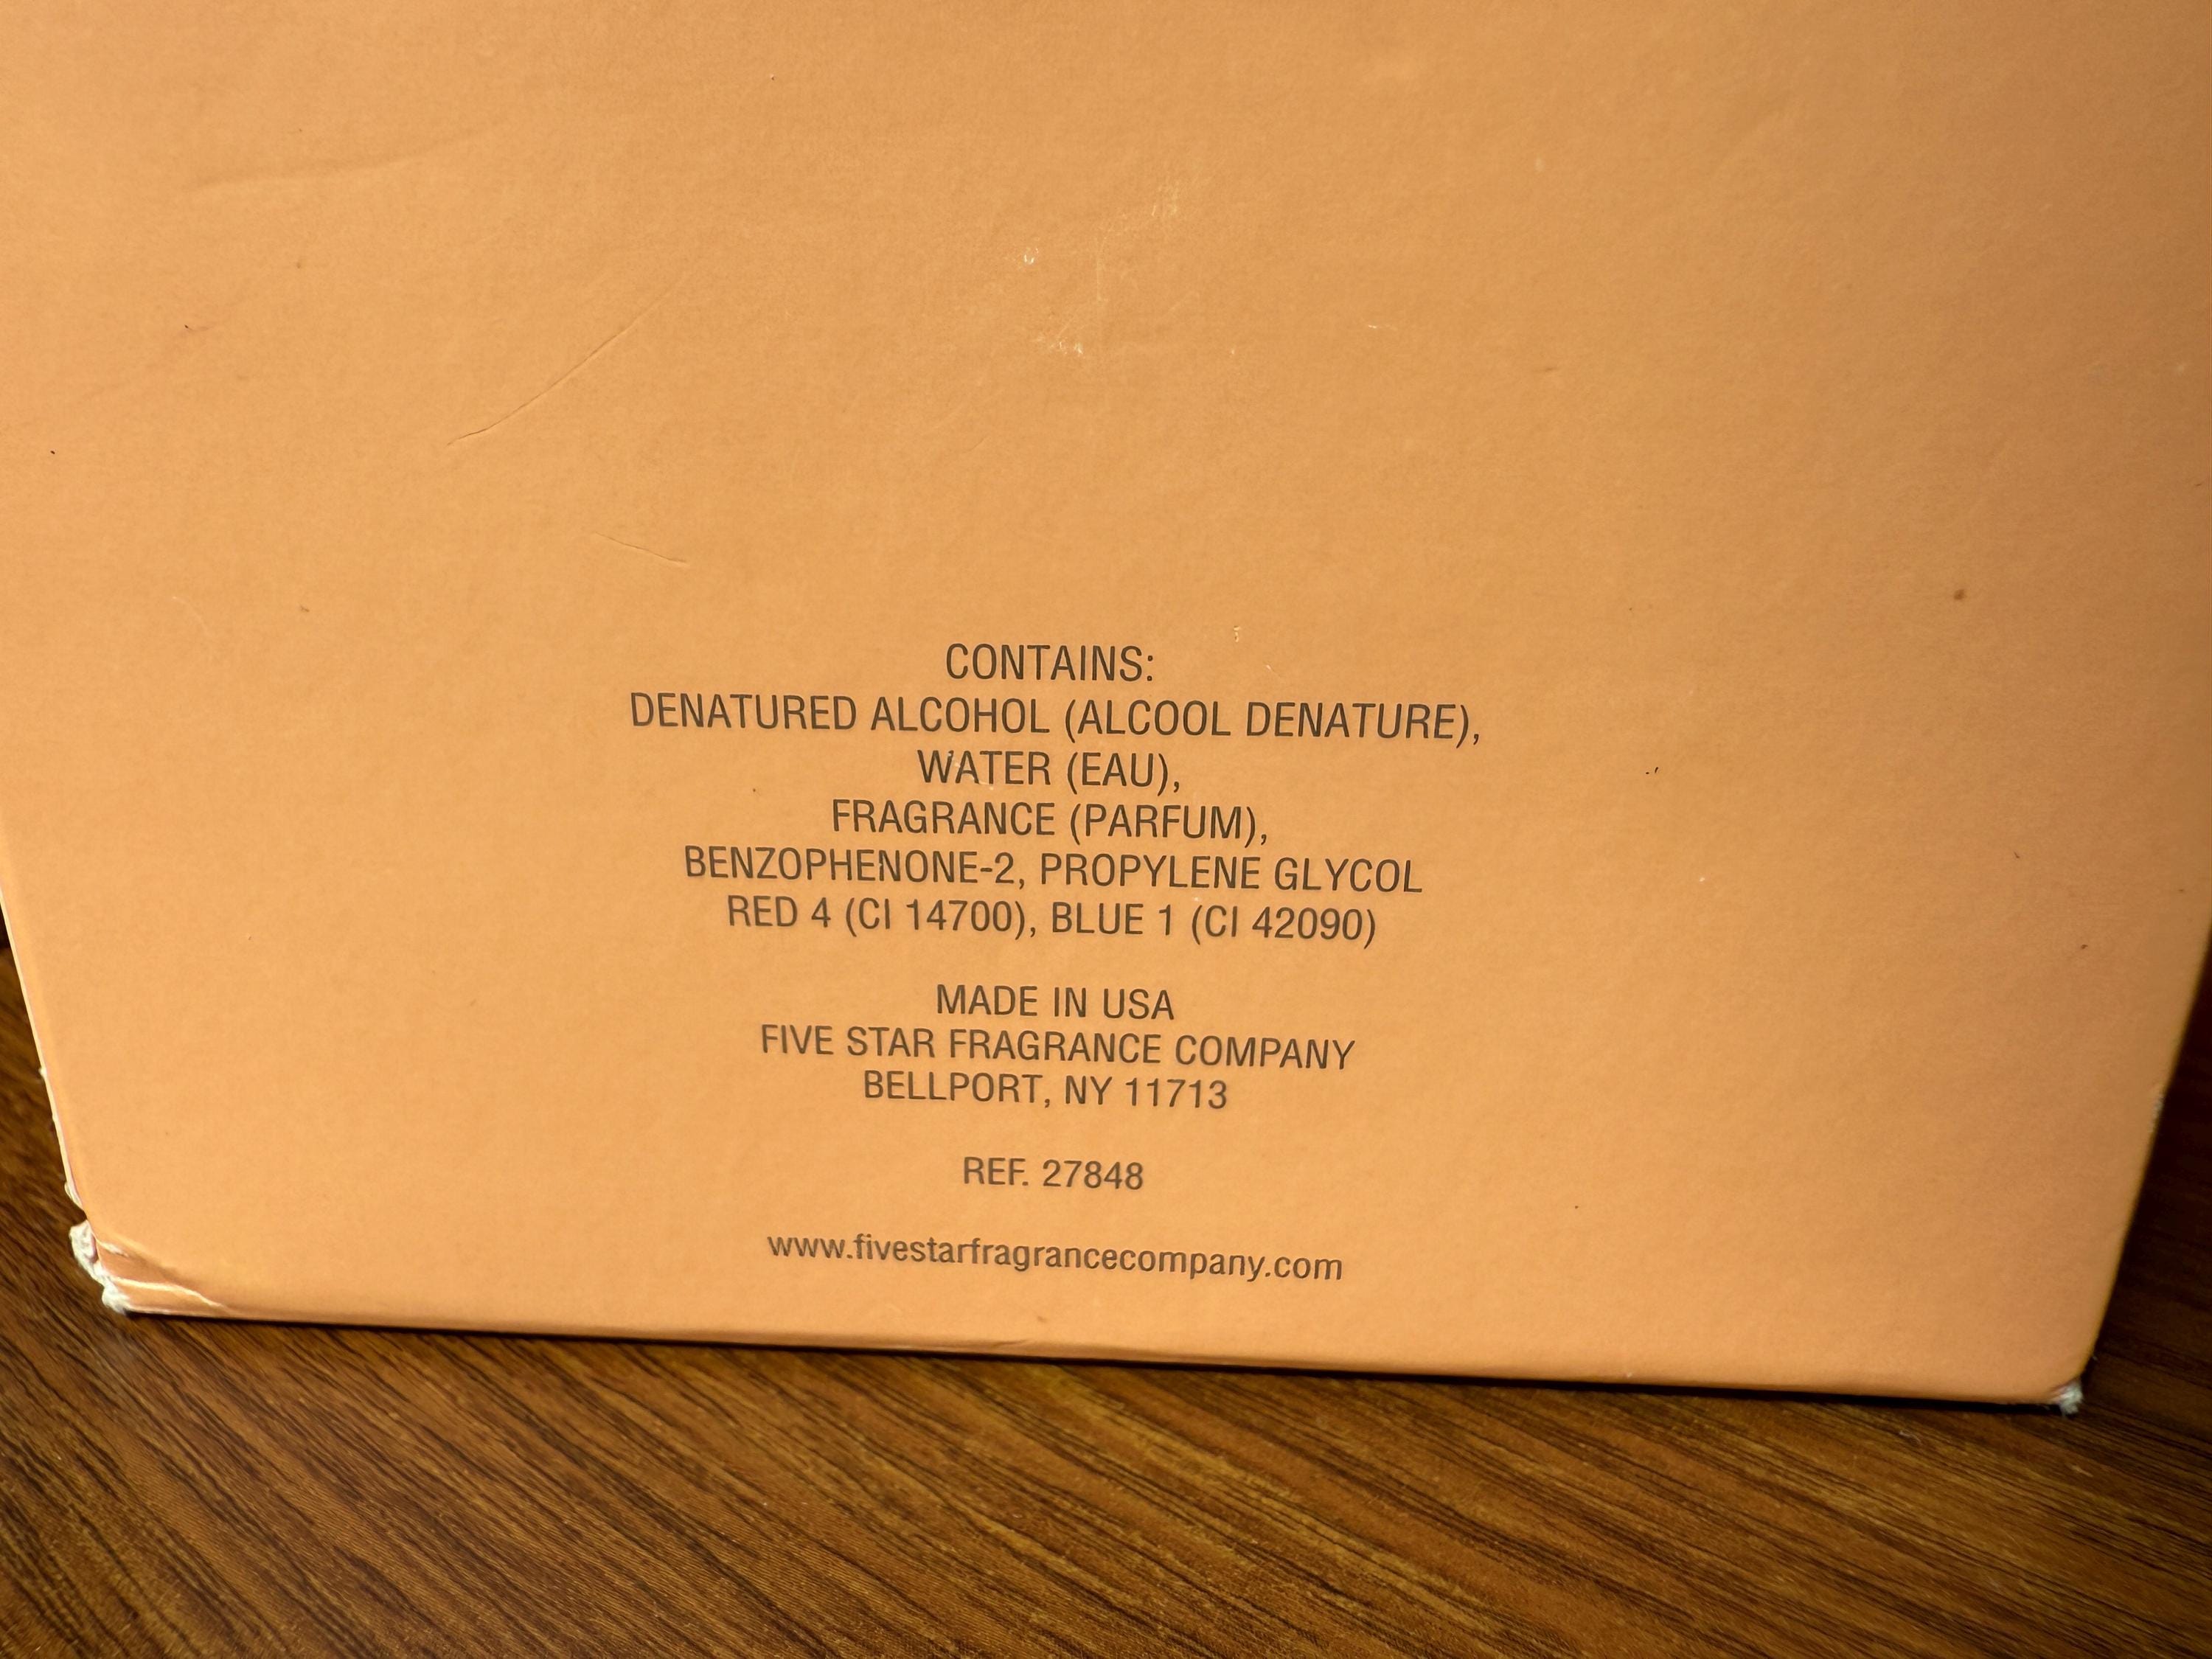 CONTAINS:
DENATURED ALCOHOL (ALCOOL DENATURE),
WATER (EAU),
FRAGRANCE (PARFUM),
BENZOPHENONE-2, PROPYLENE GLYCOL
RED 4 (CI 14700), BLUE 1 (CI 42090)
MADE IN USA
FIVE STAR FRAGRANCE COMPANY
BELLPORT, NY 11713
REF. 27848
www.fivestarfragrancecompany.com